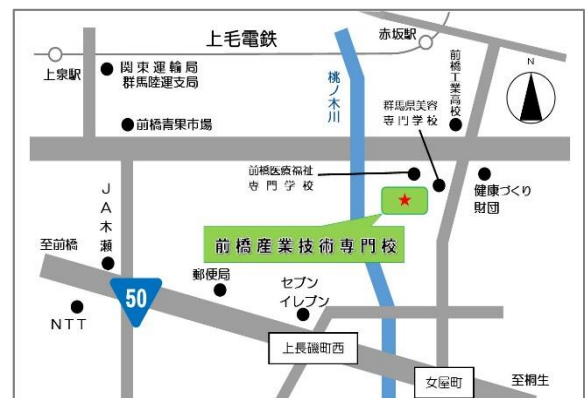 上毛電鉄
赤坂駅
上泉駅
関東運輸局
群馬陸運支局
前橋工業高校
N
桃ノ木川
群馬県美容
専門学校
前橋青果市場
前橋医療福祉
専門学校
健康づくり
財団
JA木瀬
前橋産業技術専門校
至前橋
郵便局
セブン
イレブン
50
NTT
上長磯町西
女屋町
至桐生